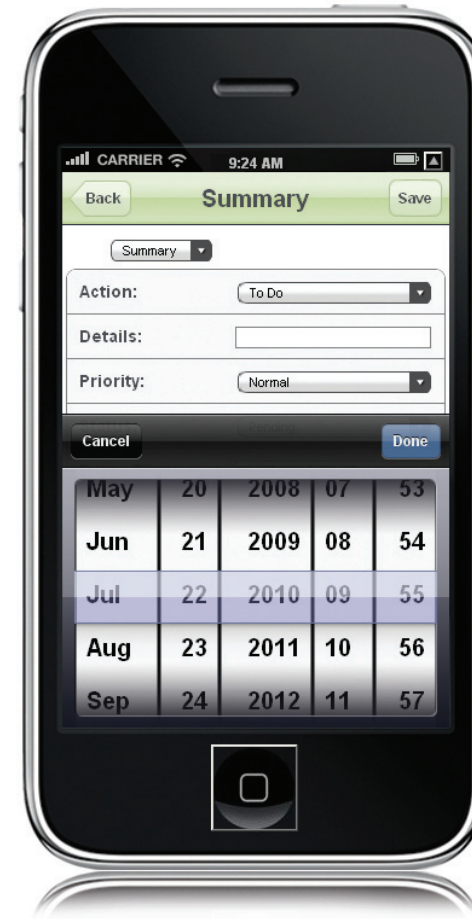 CARRIER 9:24 AM
Back Summary Save
Summary
Action: To Do
Details:
Priority: Normal
Pending
Cancel Done
May 20 2008 07 53
Jun 21 2009 08 54
Jul 22 2010 09 55
Aug 23 2011 10 56
Sep 24 2012 11 57